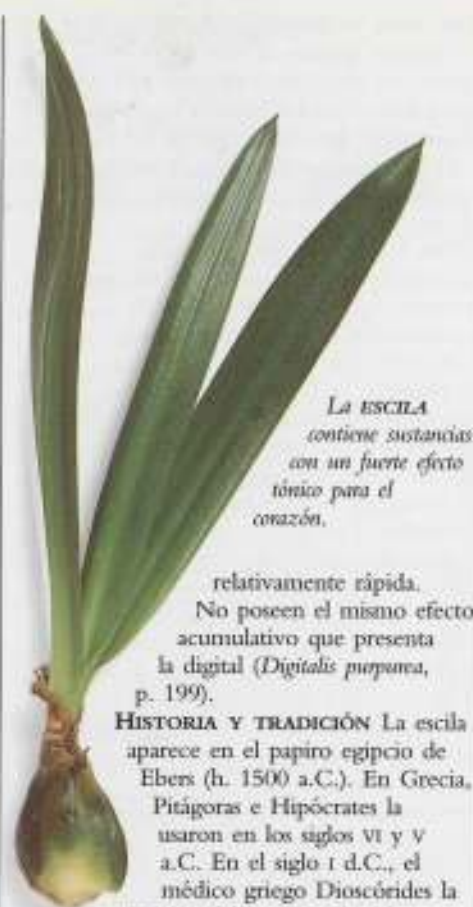 La ESCILA
contiene sustancias
con un fuerte efecto
tónico para el
corazón.
relativamente rápida.
No poseen el mismo efecto
acumulativo que presenta
la digital (Digitalis purpurea,
p. 199).
HISTORIA Y TRADICIÓN La escila
aparece en el papiro egipcio de
Ebers (h. 1500 a.C.). En Grecia,
Pitágoras e Hipócrates la
usaron en los siglos VI y V
a.C. En el siglo I d.C., el
médico griego Dioscórides la